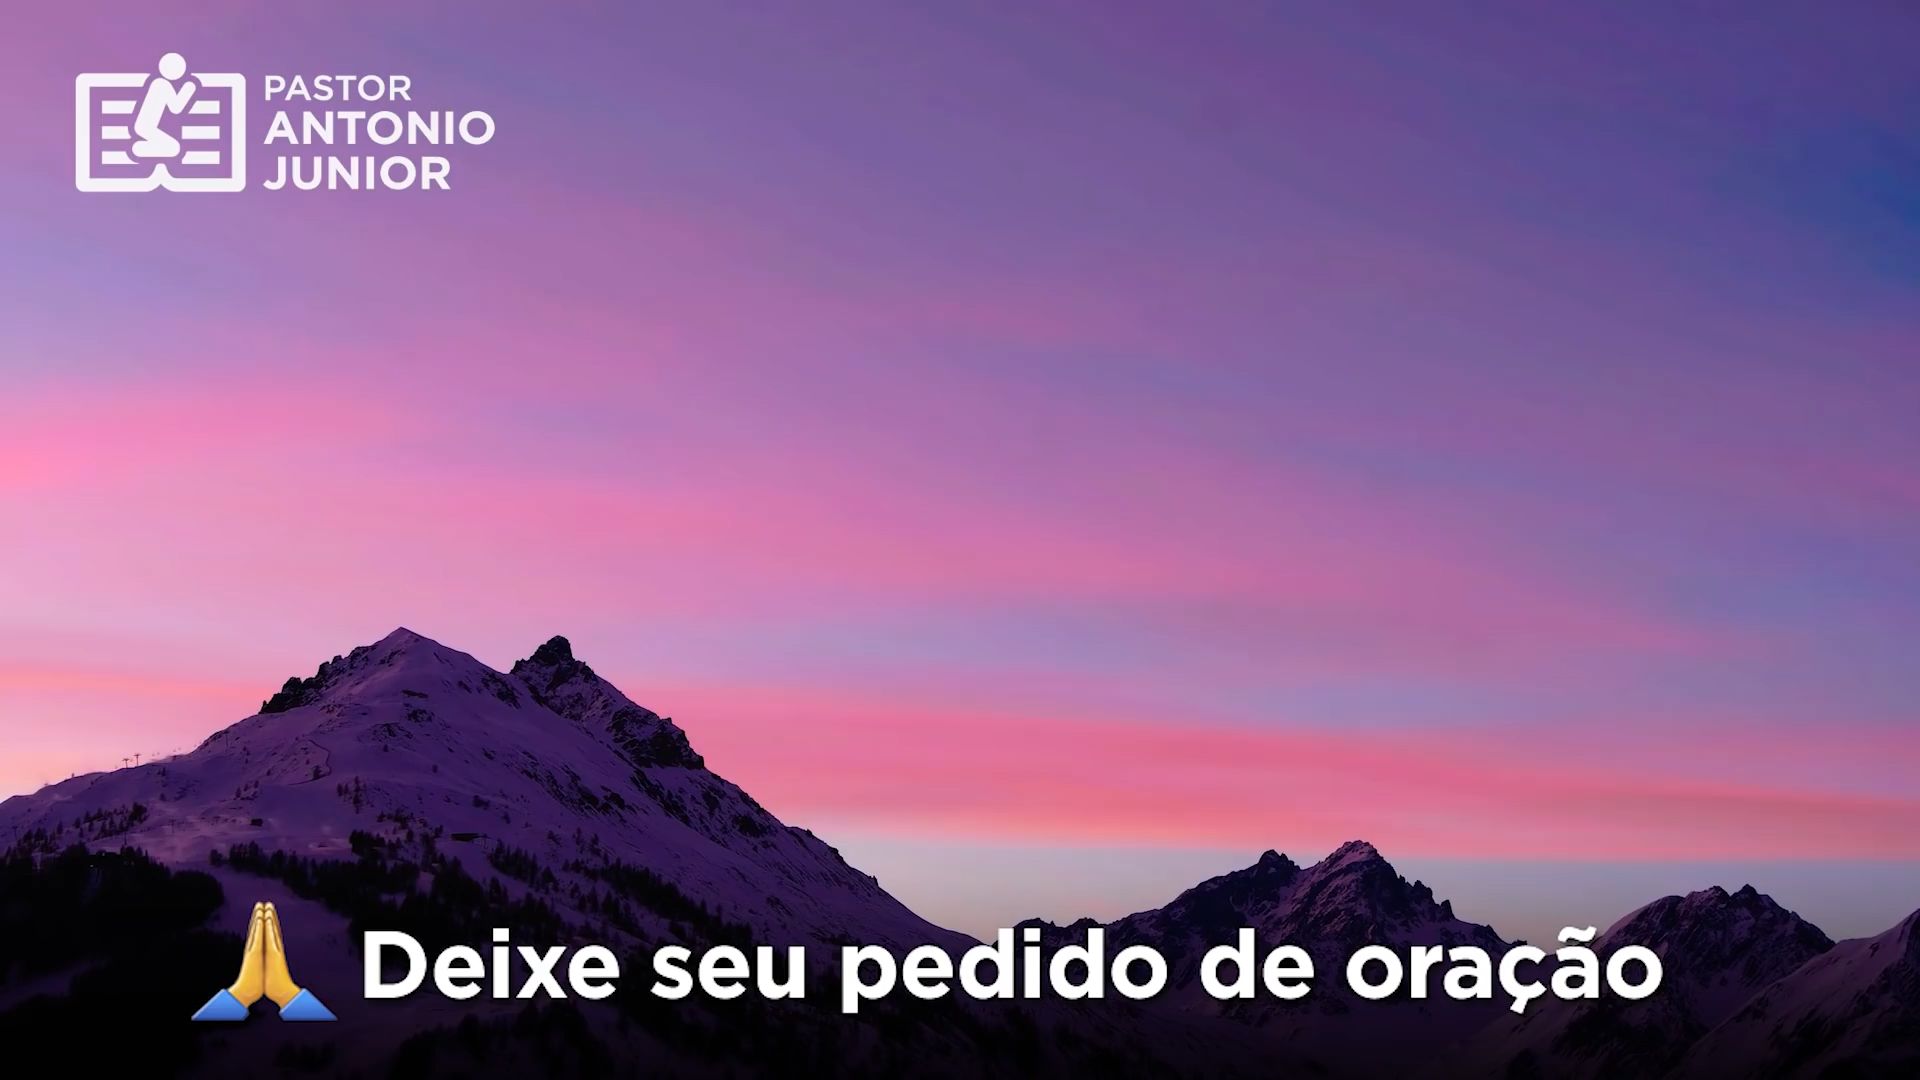 PASTOR
ANTONIO
JUNIOR
🙏 Deixe seu pedido de oração